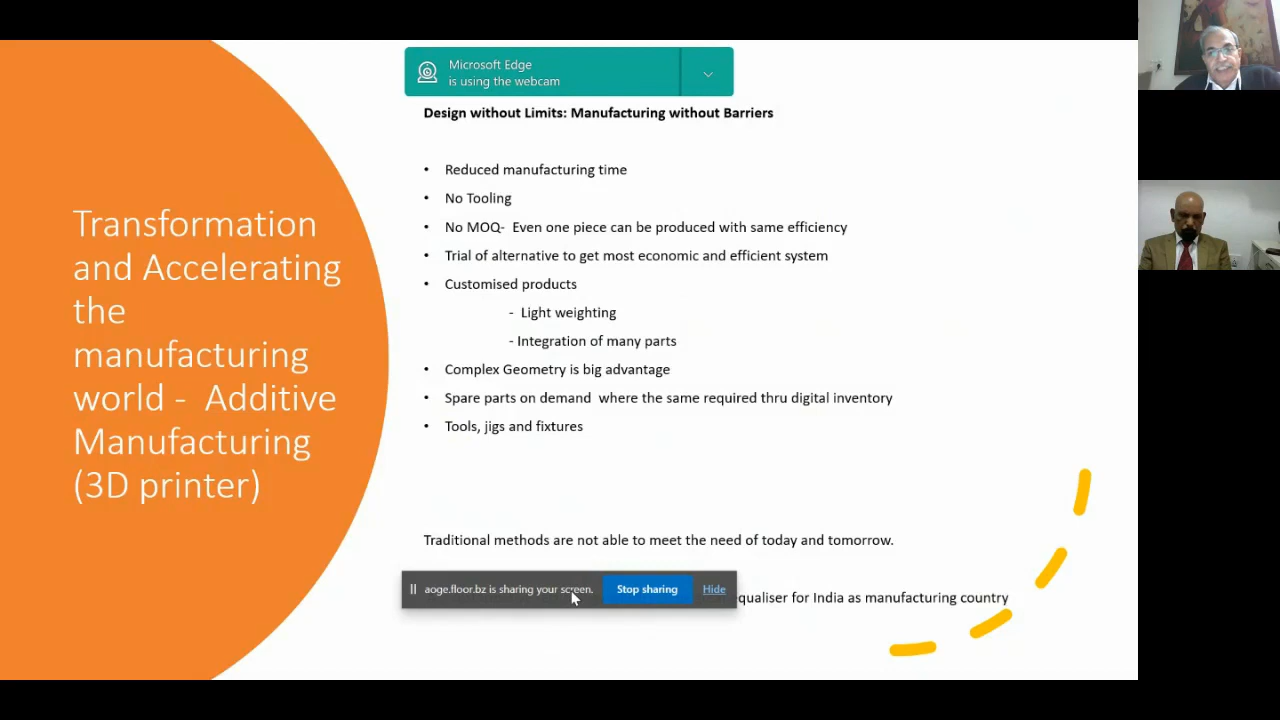 Microsoft Edge
is using the webcam
Design without Limits: Manufacturing without Barriers
• Reduced manufacturing time
• No Tooling
• No MOQ- Even one piece can be produced with same efficiency
• Trial of alternative to get most economic and efficient system
• Customised products
- Light weighting
- Integration of many parts
• Complex Geometry is big advantage
• Spare parts on demand where the same required thru digital inventory
• Tools, jigs and fixtures
Traditional methods are not able to meet the need of today and tomorrow.
aoge.floor.bz is sharing your screen. Stop sharing Hide
equaliser for India as manufacturing country
Transformation
and Accelerating
the
manufacturing
world - Additive
Manufacturing
(3D printer)